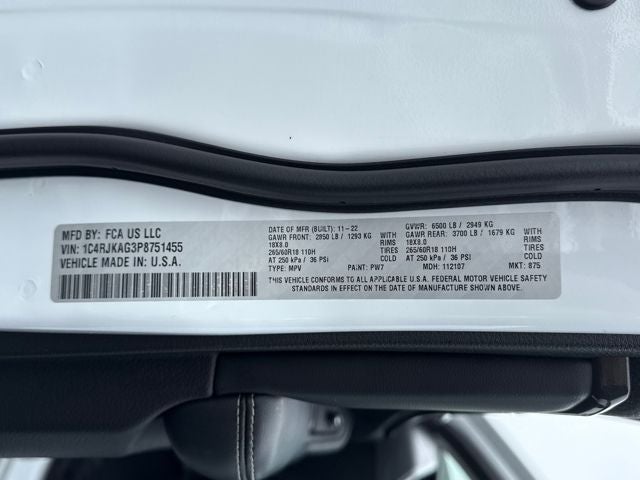 MFD BY: FCA US LLC
VIN: 1C4RJKAG3P8751455
VEHICLE MADE IN: U.S.A.
DATE OF MFR (BUILT): 11-22 GVWR: 6500 LB / 2949 KG
GAWR FRONT: 2850 LB / 1293 KG WITH GAWR REAR: 3700 LB / 1679 KG WITH
18X8.0 RIMS 18X8.0 RIMS
265/60R18 110H TIRES 265/60R18 110H TIRES
AT 250 kPa / 36 PSI COLD AT 250 kPa / 36 PSI COLD
TYPE: MPV PAINT: PW7 MDH: 112107 MKT: 875
THIS VEHICLE CONFORMS TO ALL APPLICABLE U.S.A. FEDERAL MOTOR VEHICLE SAFETY
STANDARDS IN EFFECT ON THE DATE OF MANUFACTURE SHOWN ABOVE.